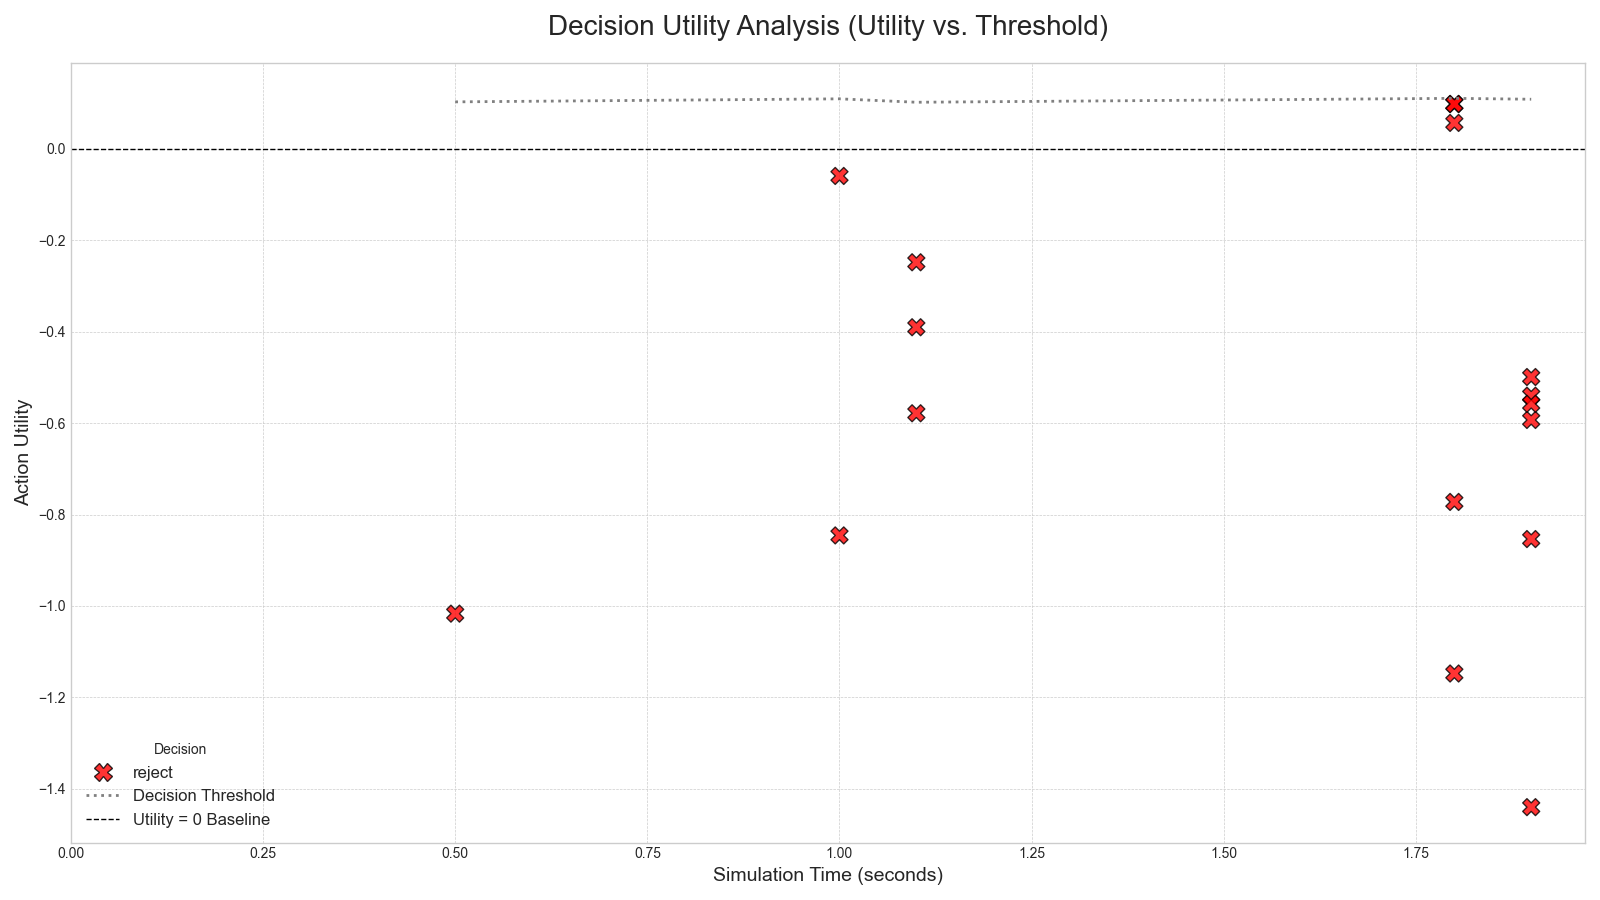 Decision Utility Analysis (Utility vs. Threshold)
Action Utility
0.0
−0.2
−0.4
−0.6
−0.8
−1.0
−1.2
−1.4
Decision
reject
Decision Threshold
Utility = 0 Baseline
0.00 0.25 0.50 0.75 1.00 1.25 1.50 1.75
Simulation Time (seconds)